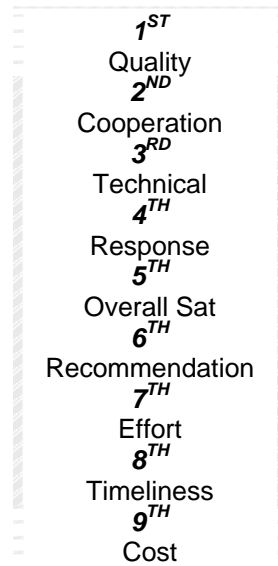 1ST
Quality
2ND
Cooperation
3RD
Technical
4TH
Response
5TH
Overall Sat
6TH
Recommendation
7TH
Effort
8TH
Timeliness
9TH
Cost